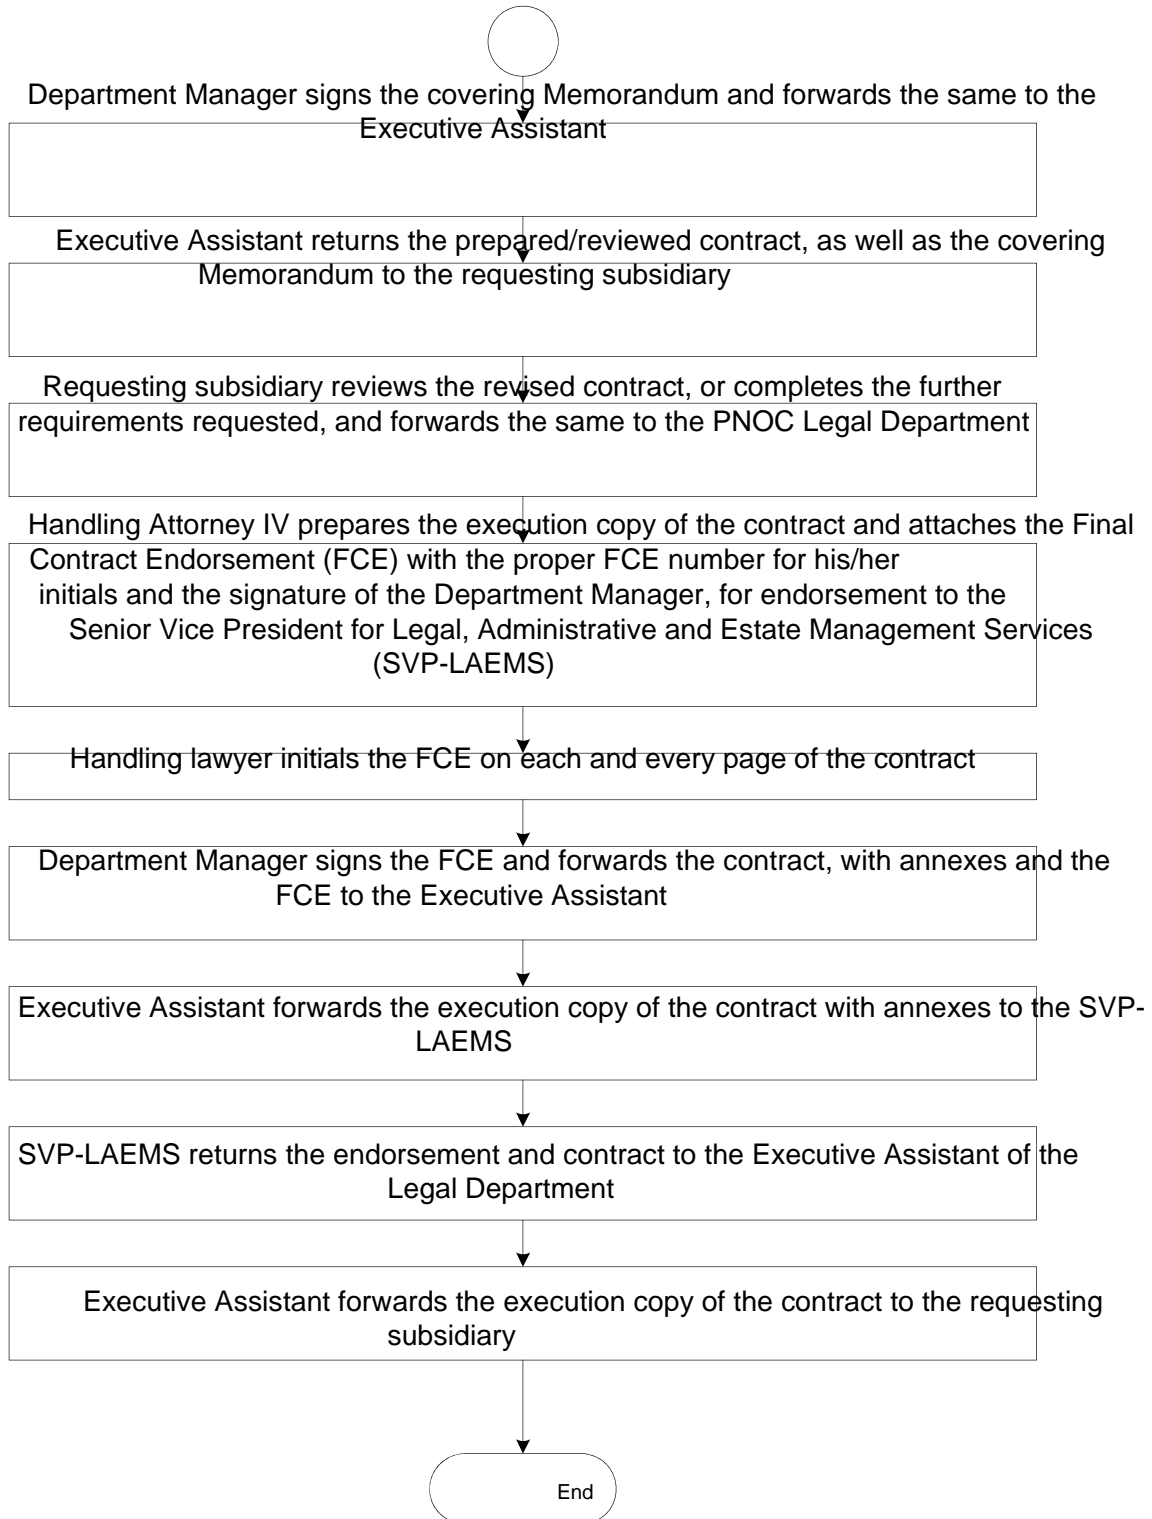 Department Manager signs the covering Memorandum and forwards the same to the
Executive Assistant
Executive Assistant returns the prepared/reviewed contract, as well as the covering
Memorandum to the requesting subsidiary
Requesting subsidiary reviews the revised contract, or completes the further
requirements requested, and forwards the same to the PNOC Legal Department
Handling Attorney IV prepares the execution copy of the contract and attaches the Final
Contract Endorsement (FCE) with the proper FCE number for his/her
initials and the signature of the Department Manager, for endorsement to the
Senior Vice President for Legal, Administrative and Estate Management Services
(SVP-LAEMS)
Handling lawyer initials the FCE on each and every page of the contract
Department Manager signs the FCE and forwards the contract, with annexes and the
FCE to the Executive Assistant
Executive Assistant forwards the execution copy of the contract with annexes to the SVP-
LAEMS
SVP-LAEMS returns the endorsement and contract to the Executive Assistant of the
Legal Department
Executive Assistant forwards the execution copy of the contract to the requesting
subsidiary
End